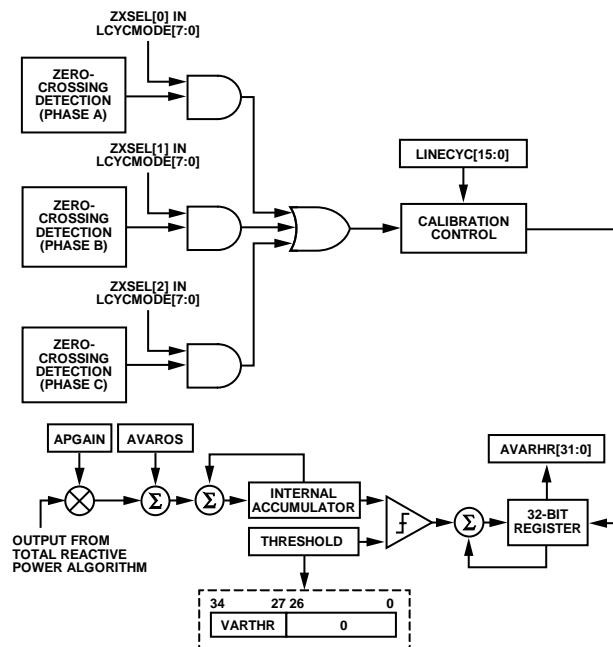 ZXSEL[0] IN
LCYCMODE[7:0]
ZERO-
CROSSING
DETECTION
(PHASE A)
ZXSEL[1] IN
LCYCMODE[7:0]
ZERO-
CROSSING
DETECTION
(PHASE B)
LINECYC[15:0]
CALIBRATION
CONTROL
ZXSEL[2] IN
LCYCMODE[7:0]
ZERO-
CROSSING
DETECTION
(PHASE C)
APGAIN
AVAROS
AVARHR[31:0]
Σ
Σ
INTERNAL
ACCUMULATOR
Σ
32-BIT
REGISTER
OUTPUT FROM
TOTAL REACTIVE
POWER ALGORITHM
THRESHOLD
34 27 26 0
VARTHR 0